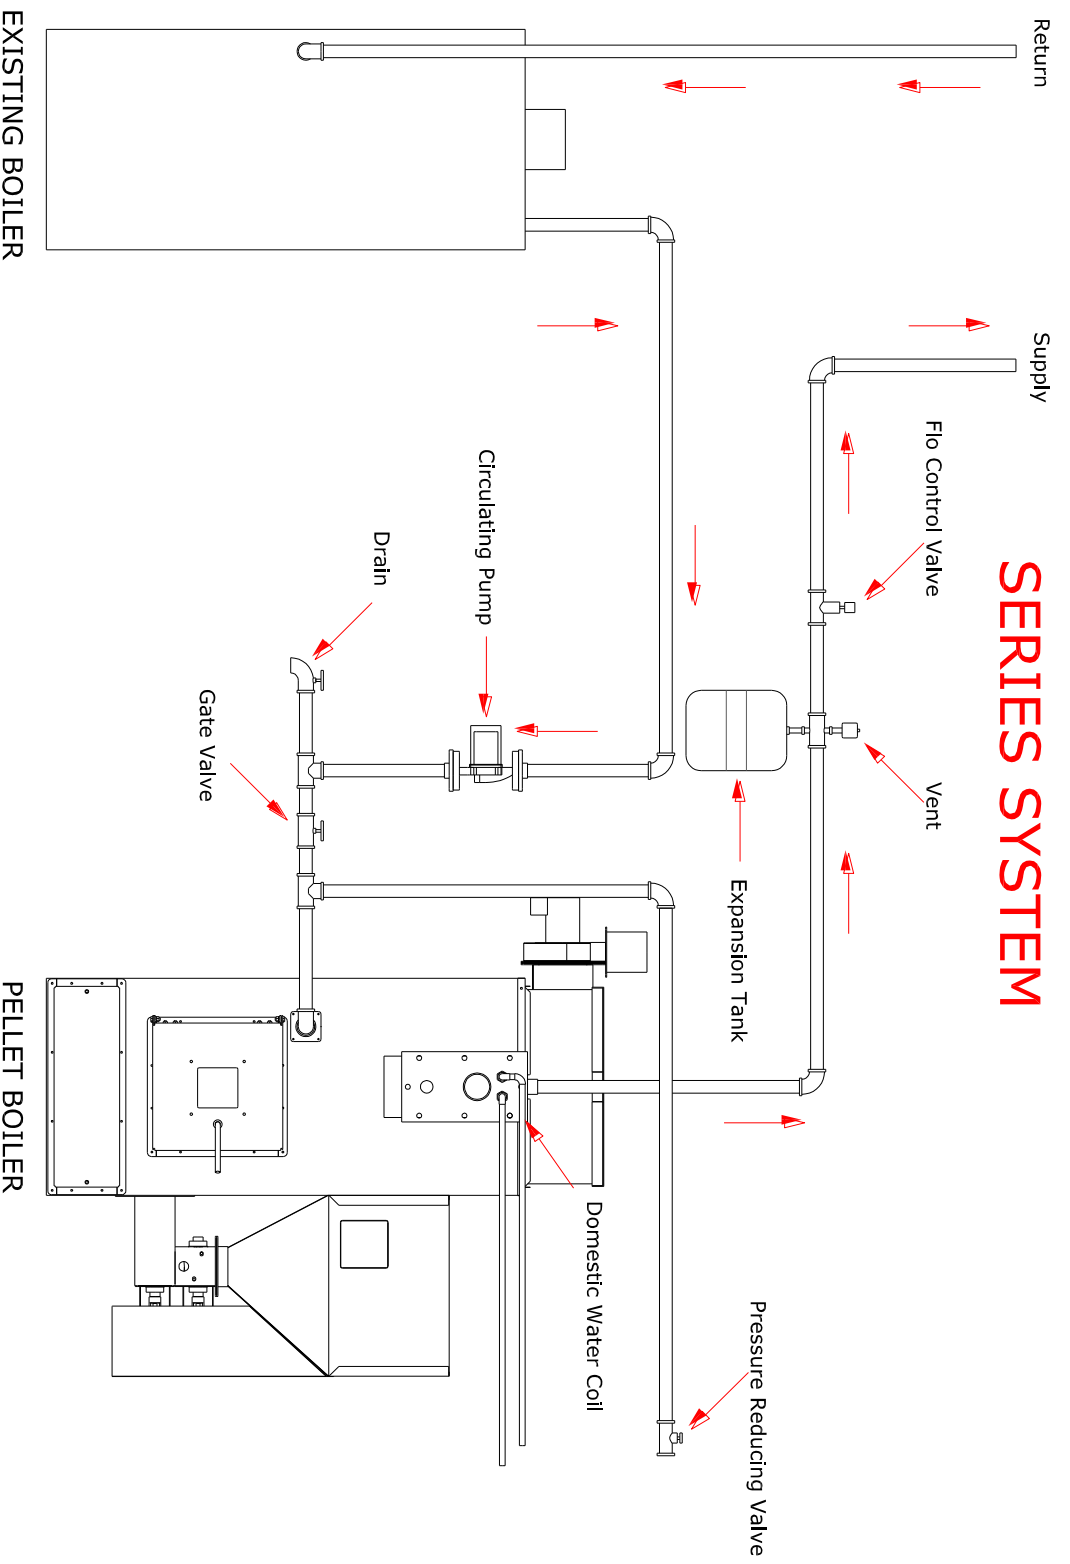 SERIES SYSTEM
Return
Supply
Flo Control Valve
Vent
Expansion Tank
Pressure Reducing Valve
Circulating Pump
Drain
Gate Valve
Domestic Water Coil
EXISTING BOILER
PELLET BOILER